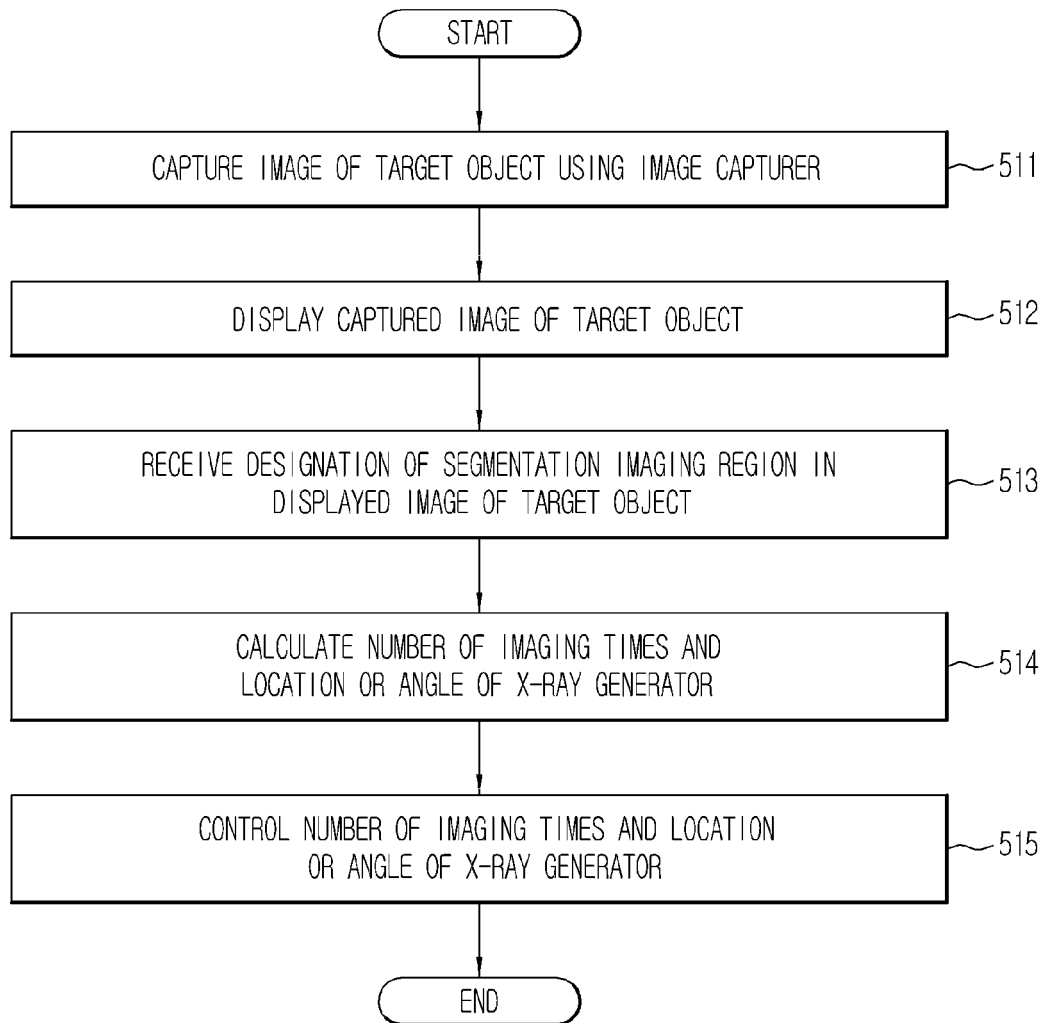 START
CAPTURE IMAGE OF TARGET OBJECT USING IMAGE CAPTURER
511
DISPLAY CAPTURED IMAGE OF TARGET OBJECT
512
RECEIVE DESIGNATION OF SEGMENTATION IMAGING REGION IN
DISPLAYED IMAGE OF TARGET OBJECT
513
CALCULATE NUMBER OF IMAGING TIMES AND
LOCATION OR ANGLE OF X-RAY GENERATOR
514
CONTROL NUMBER OF IMAGING TIMES AND LOCATION
OR ANGLE OF X-RAY GENERATOR
515
END